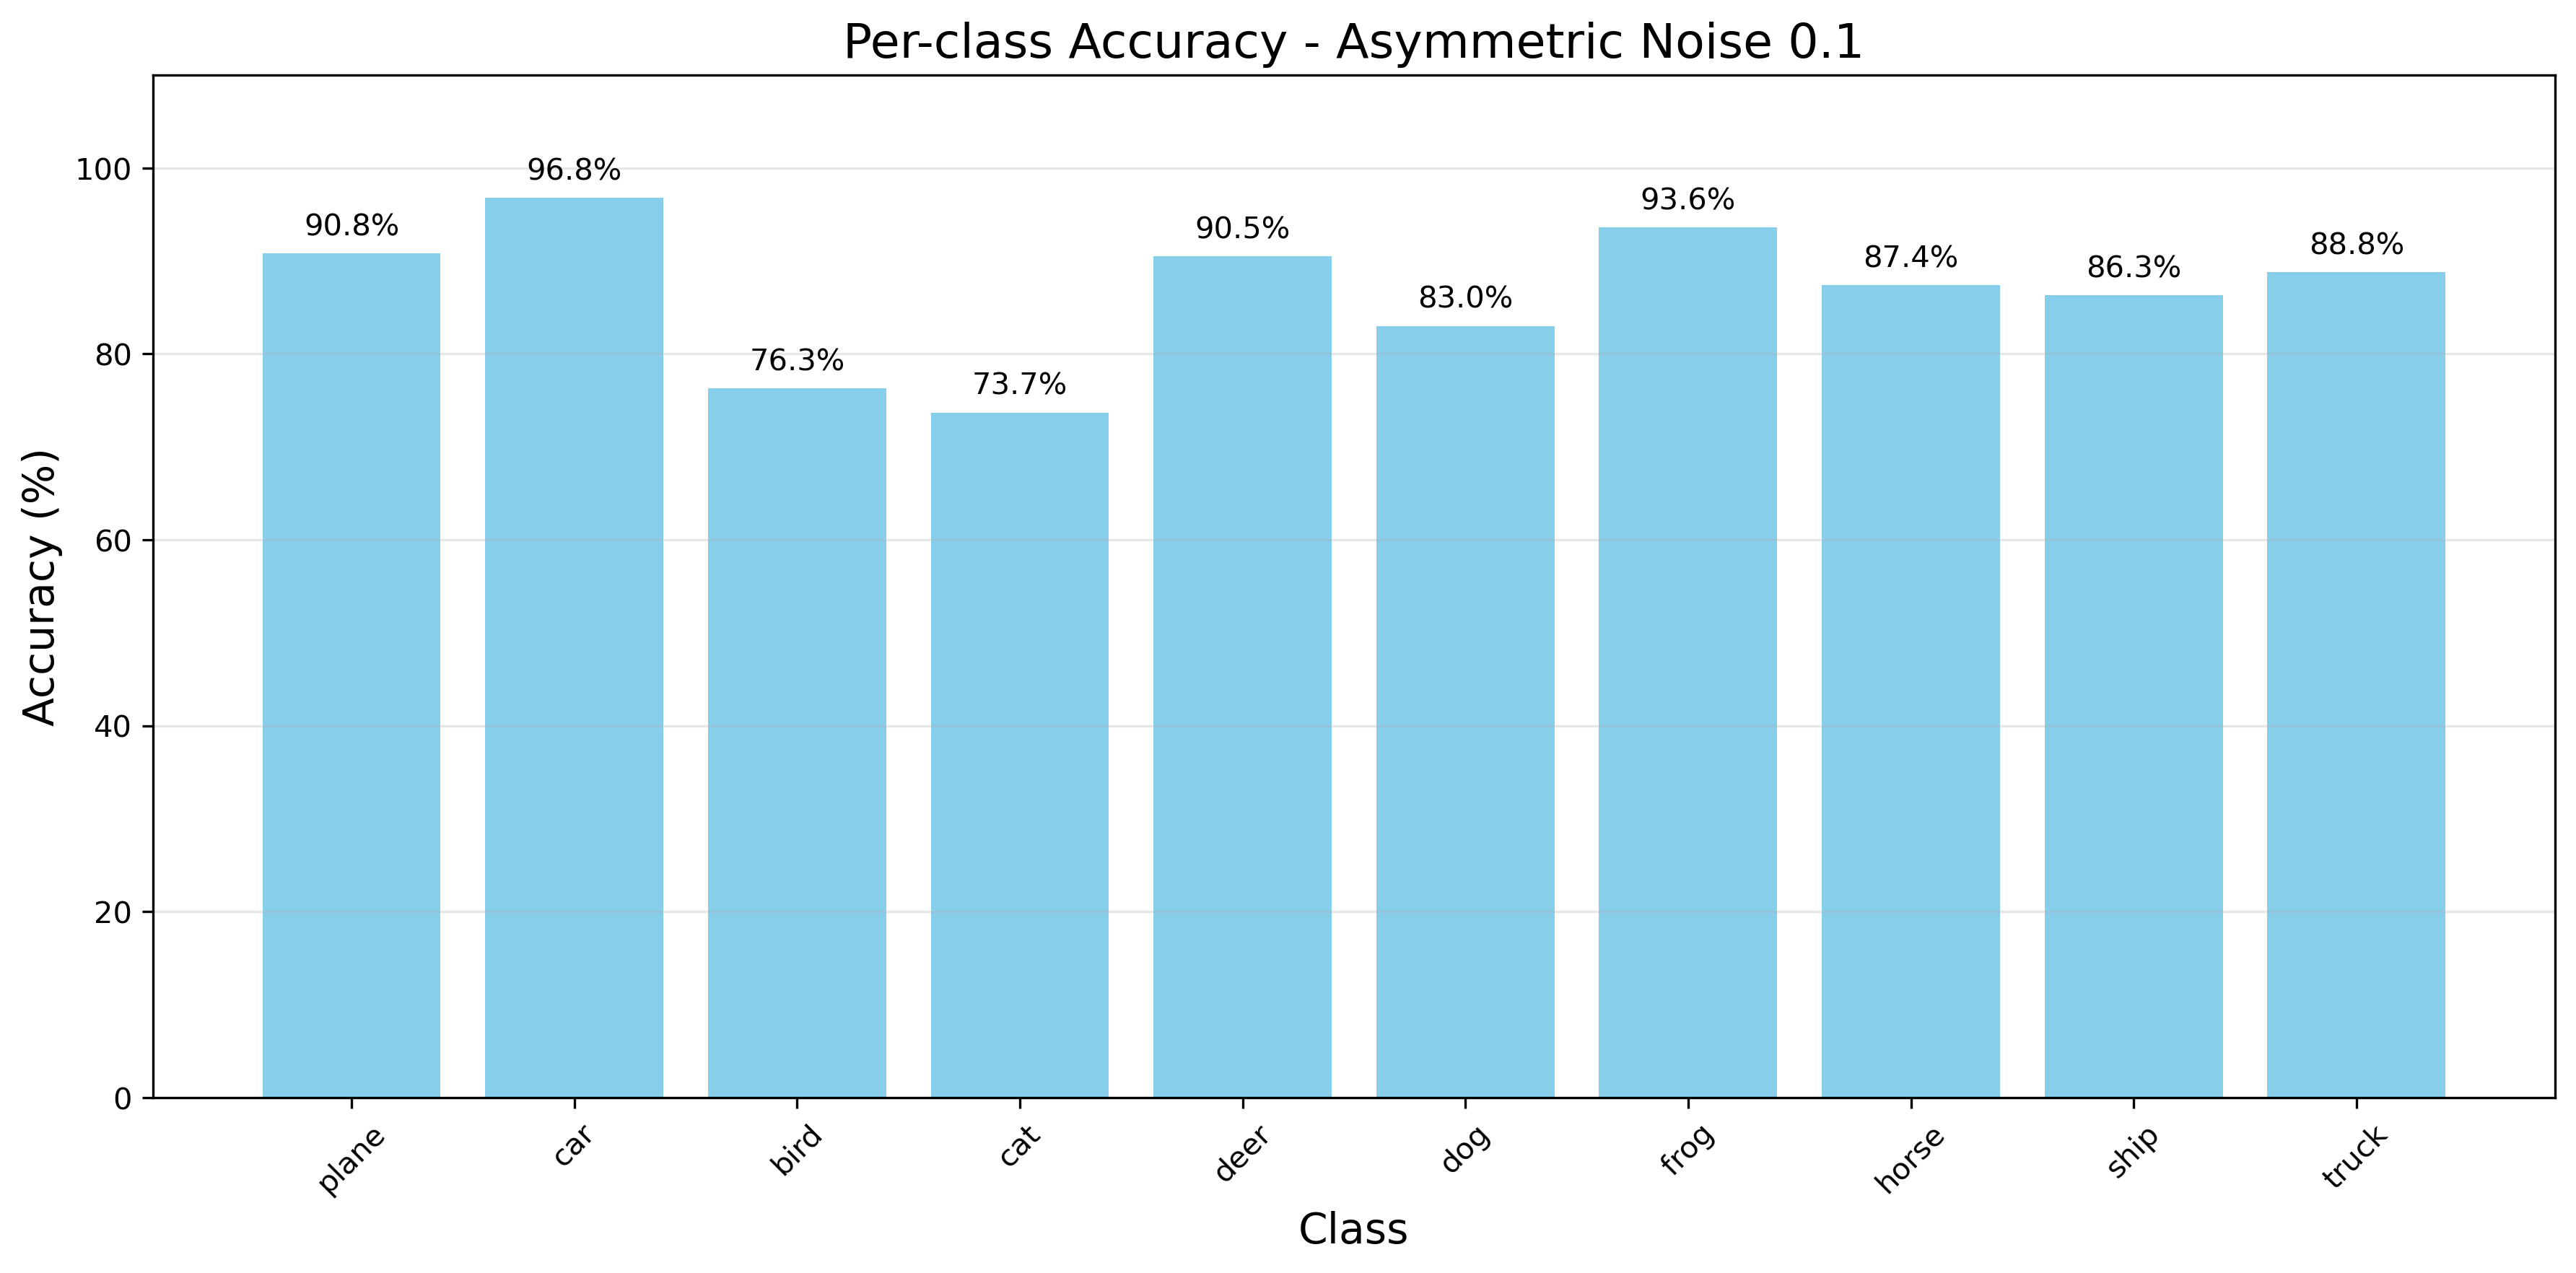 Per-class Accuracy - Asymmetric Noise 0.1
Accuracy (%)
100
80
60
40
20
0
90.8%
96.8%
76.3%
73.7%
90.5%
83.0%
93.6%
87.4%
86.3%
88.8%
plane
car
bird
cat
deer
dog
frog
horse
ship
truck
Class